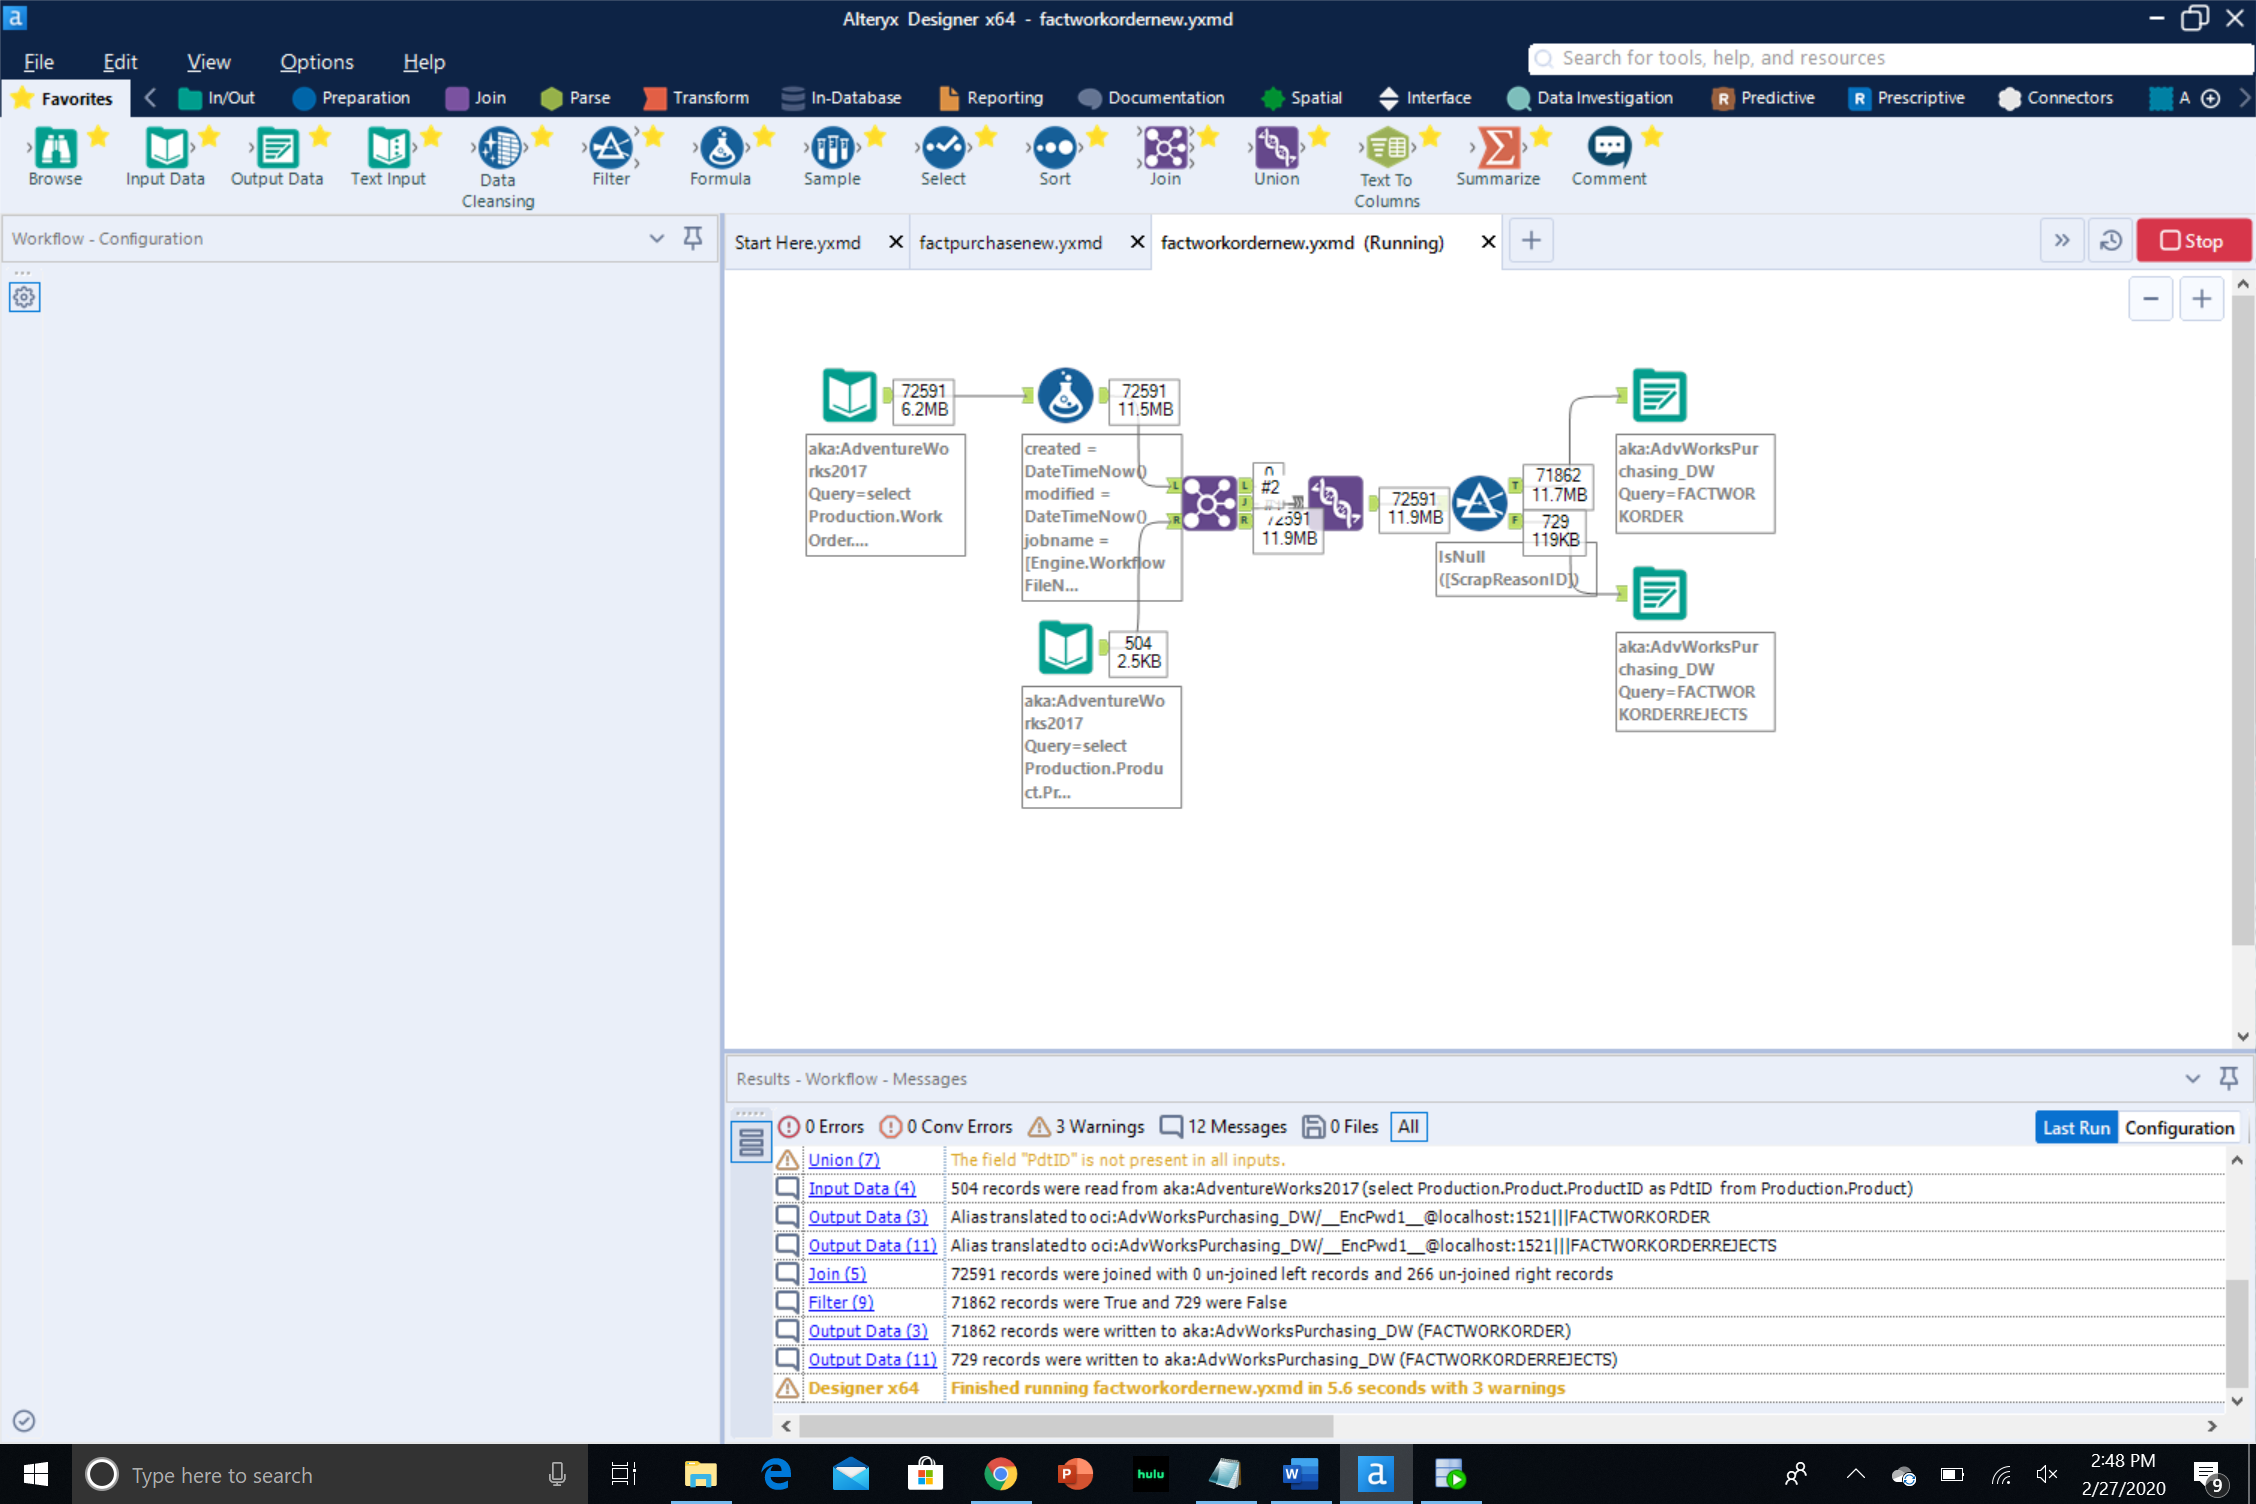 Alteryx Designer x64 - factworkordernew.yxmd
File Edit View Options Help
Search for tools, help, and resources
Favorites In/Out Preparation Join Parse Transform In-Database Reporting Documentation Spatial Interface Data Investigation Predictive Prescriptive Connectors A
Browse Input Data Output Data Text Input Data Cleansing Filter Formula Sample Select Sort Join Union Text To Columns Summarize Comment
Workflow - Configuration
Start Here.yxmd factpurchasenew.yxmd factworkordernew.yxmd (Running)
Stop
72591
6.2MB
aka:AdventureWo
rks2017
Query=select
Production.Work
Order....
72591
11.5MB
created =
DateTimeNow()
modified =
DateTimeNow()
jobname =
[Engine.Workflow
FileN...
504
2.5KB
aka:AdventureWo
rks2017
Query=select
Production.Produ
ct.Pr...
L
R
L
J
R
0
#2
72591
11.9MB
72591
11.9MB
T
F
71862
11.7MB
729
119KB
IsNull
([ScrapReasonID])
aka:AdvWorksPur
chasing_DW
Query=FACTWOR
KORDER
aka:AdvWorksPur
chasing_DW
Query=FACTWOR
KORDERREJECTS
Results - Workflow - Messages
0 Errors 0 Conv Errors 3 Warnings 12 Messages 0 Files All Last Run Configuration
Union (7) The field "PdtID" is not present in all inputs.
Input Data (4) 504 records were read from aka:AdventureWorks2017 (select Production.Product.ProductID as PdtID from Production.Product)
Output Data (3) Alias translated to oci:AdvWorksPurchasing_DW/__EncPwd1__@localhost:1521|||FACTWORKORDER
Output Data (11) Alias translated to oci:AdvWorksPurchasing_DW/__EncPwd1__@localhost:1521|||FACTWORKORDERREJECTS
Join (5) 72591 records were joined with 0 un-joined left records and 266 un-joined right records
Filter (9) 71862 records were True and 729 were False
Output Data (3) 71862 records were written to aka:AdvWorksPurchasing_DW (FACTWORKORDER)
Output Data (11) 729 records were written to aka:AdvWorksPurchasing_DW (FACTWORKORDERREJECTS)
Designer x64 Finished running factworkordernew.yxmd in 5.6 seconds with 3 warnings
Type here to search
hulu
2:48 PM
2/27/2020
9